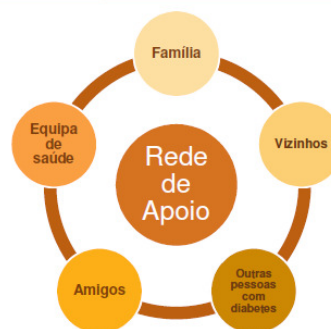 Família
Equipa
de
saúde
Vizinhos
Rede
de
Apoio
Amigos
Outras
pessoas
com
diabetes